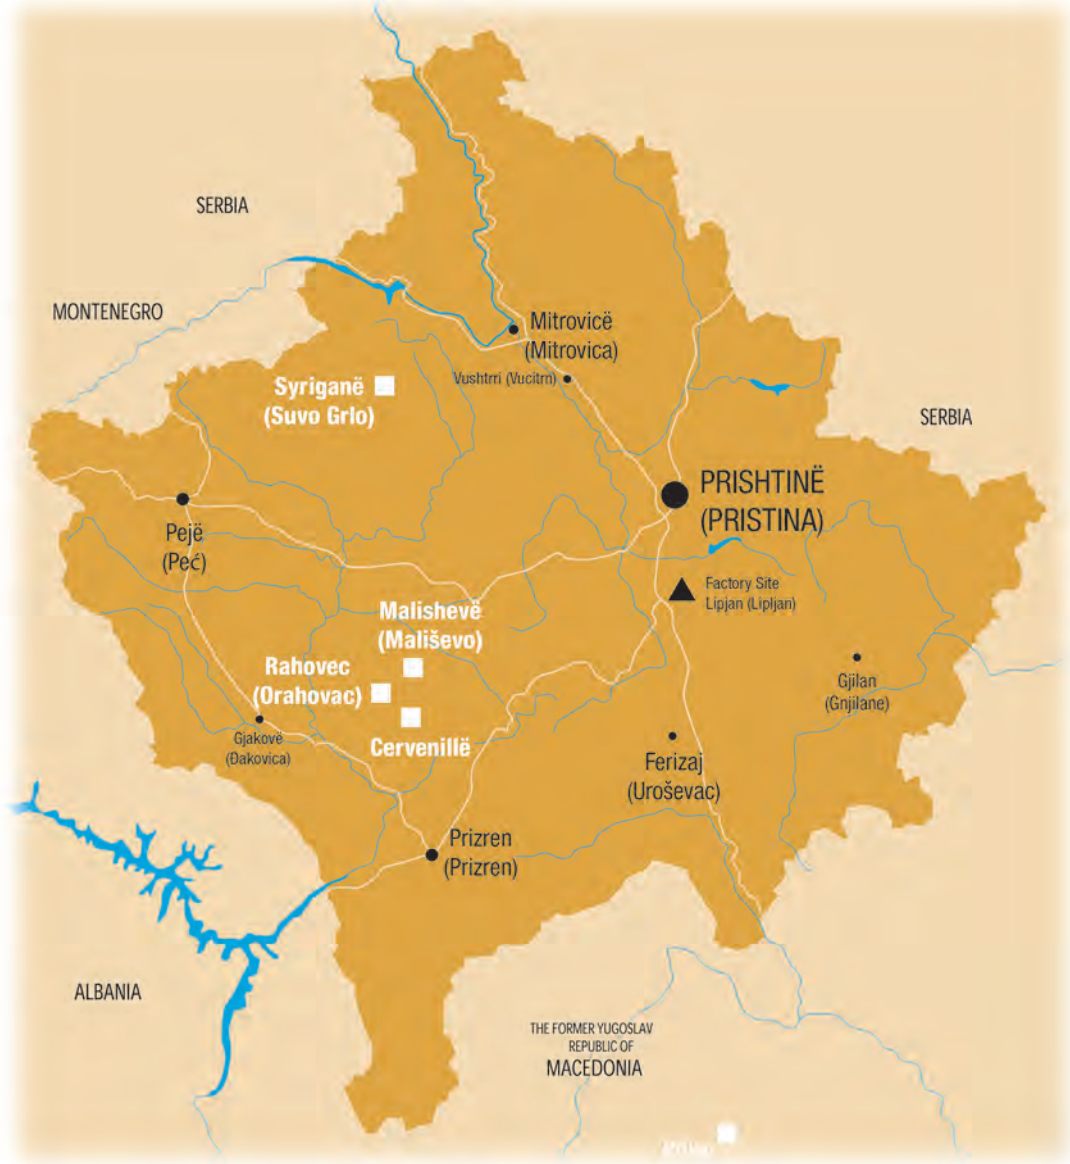 SERBIA
MONTENEGRO
Mitrovicë
(Mitrovica)
Vushtrri (Vucitrn)
Syriganë
(Suvo Grlo)
SERBIA
PRISHTINË
(PRISTINA)
Pejë
(Peć)
Factory Site
Lipjan (Lipljan)
Malishevë
(Mališevo)
Rahovec
(Orahovac)
Gjilan
(Gnjilane)
Cervenillë
Gjakovë
(Đakovica)
Ferizaj
(Uroševac)
Prizren
(Prizren)
ALBANIA
THE FORMER YUGOSLAV
REPUBLIC OF
MACEDONIA